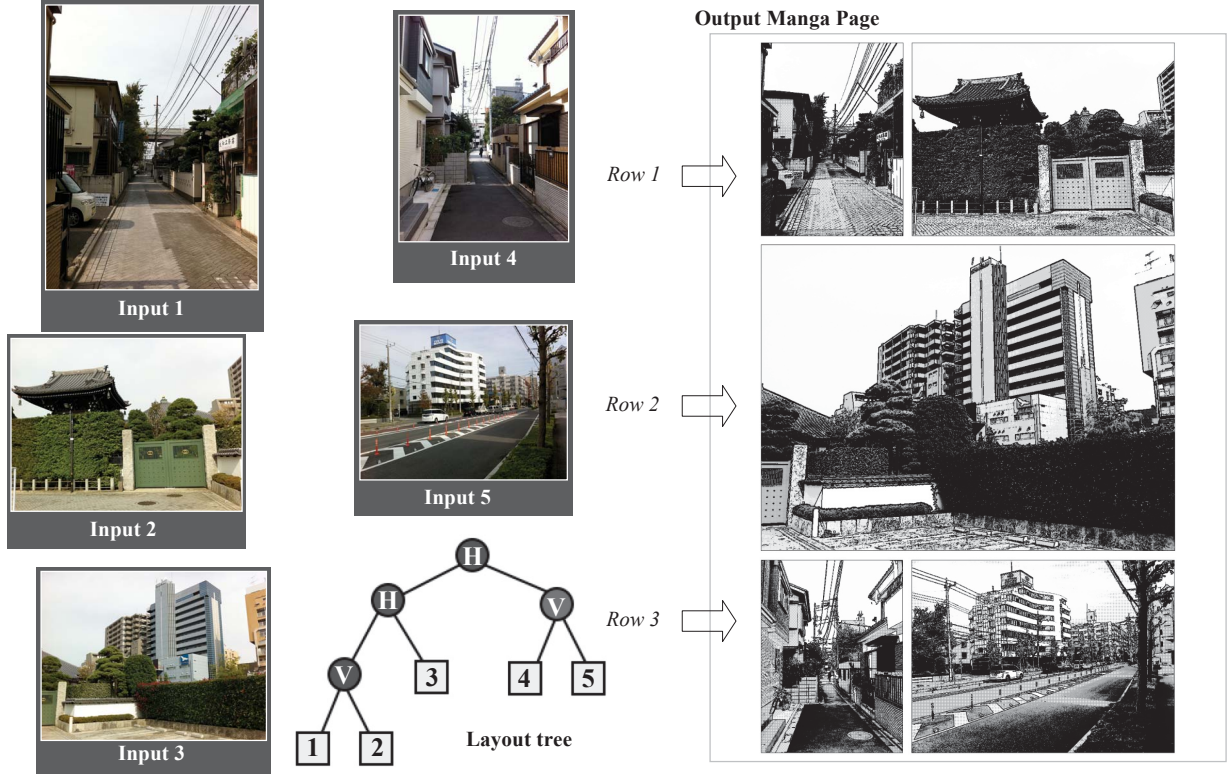 Output Manga Page
Input 1
Input 4
Row 1
Input 2
Input 5
Row 2
Input 3
H
H
V
V
3
4
5
1
2
Layout tree
Row 3